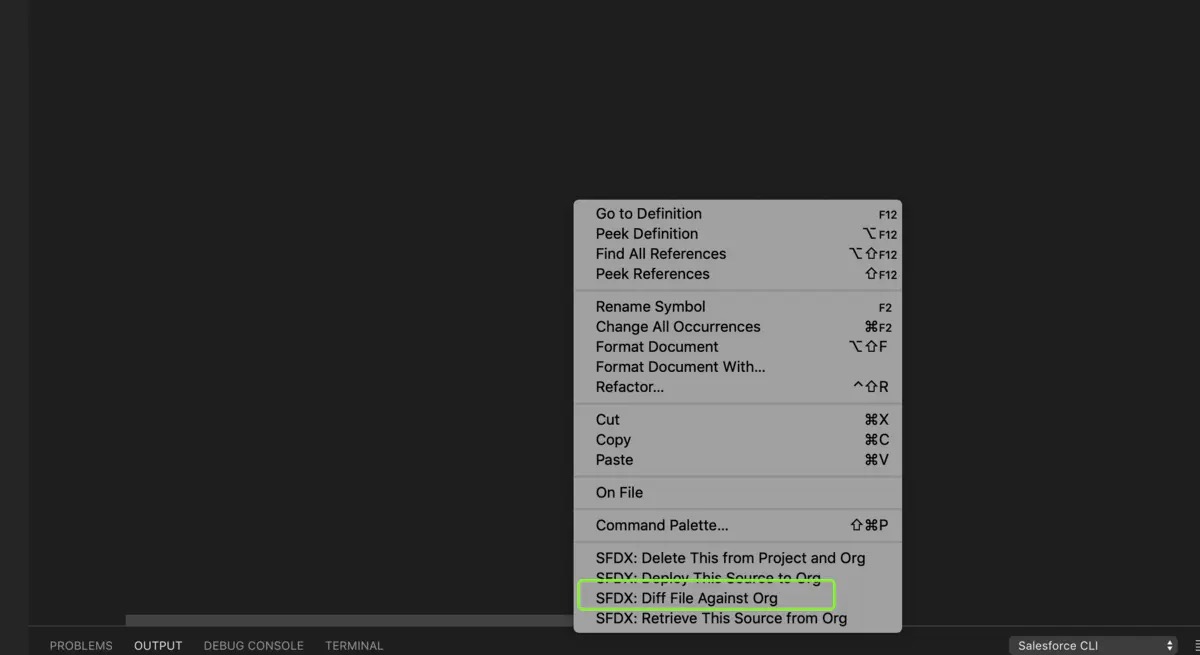 Go to Definition F12
Peek Definition ⌥F12
Find All References ⌥⇧F12
Peek References ⇧F12
Rename Symbol F2
Change All Occurrences ⌘F2
Format Document ⌥⇧F
Format Document With...
Refactor... ^⇧R
Cut ⌘X
Copy ⌘C
Paste ⌘V
On File
Command Palette... ⇧⌘P
SFDX: Delete This from Project and Org
SFDX: Deploy This Source to Org
SFDX: Diff File Against Org
SFDX: Retrieve This Source from Org
PROBLEMS OUTPUT DEBUG CONSOLE TERMINAL Salesforce CLI